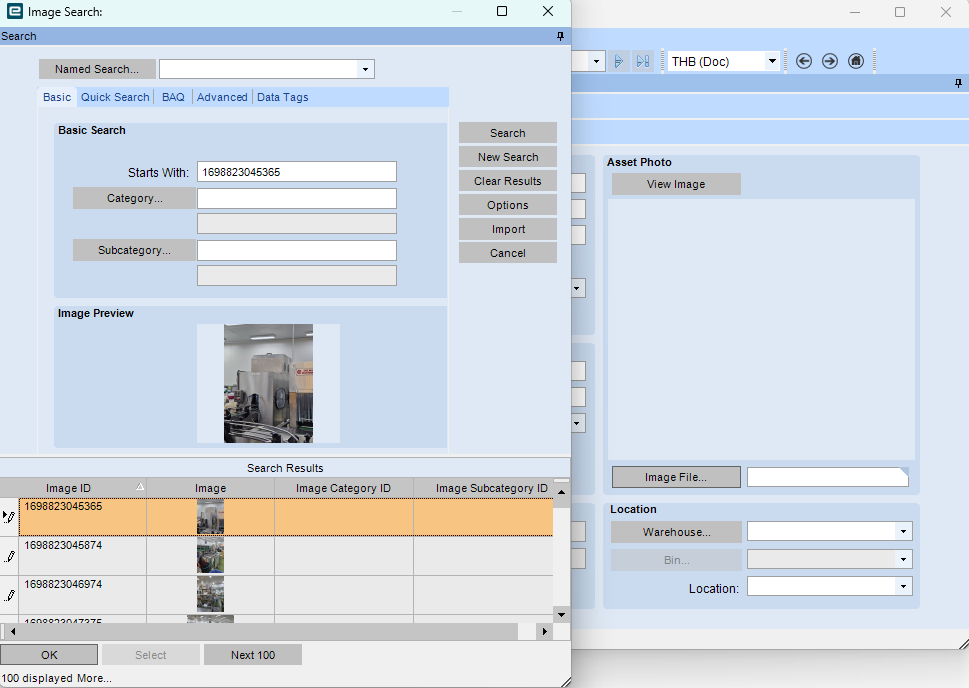 Image Search:
Search
Named Search...
Basic
Quick Search
BAQ
Advanced
Data Tags
Basic Search
Starts With:
1698823045365
Category...
Subcategory...
Search
New Search
Clear Results
Options
Import
Cancel
Image Preview
Search Results
Image ID
Image
Image Category ID
Image Subcategory ID
1698823045365
1698823045874
1698823046974
1698823047375
OK
Select
Next 100
100 displayed More...
THB (Doc)
Asset Photo
View Image
Image File...
Location
Warehouse...
Bin...
Location: